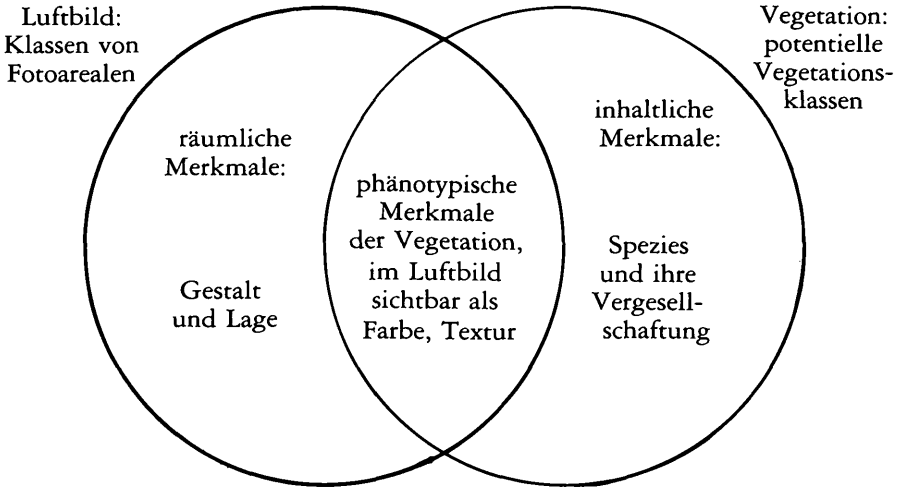 Luftbild:
Klassen von
Fotoarealen
räumliche
Merkmale:
Gestalt
und Lage
phänotypische
Merkmale
der Vegetation,
im Luftbild
sichtbar als
Farbe, Textur
Vegetation:
potentielle
Vegetations-
klassen
inhaltliche
Merkmale:
Spezies
und ihre
Vergesell-
schaftung